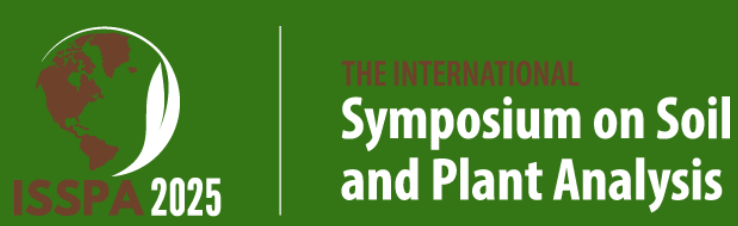 ISSPA 2025
THE INTERNATIONAL
Symposium on Soil
and Plant Analysis